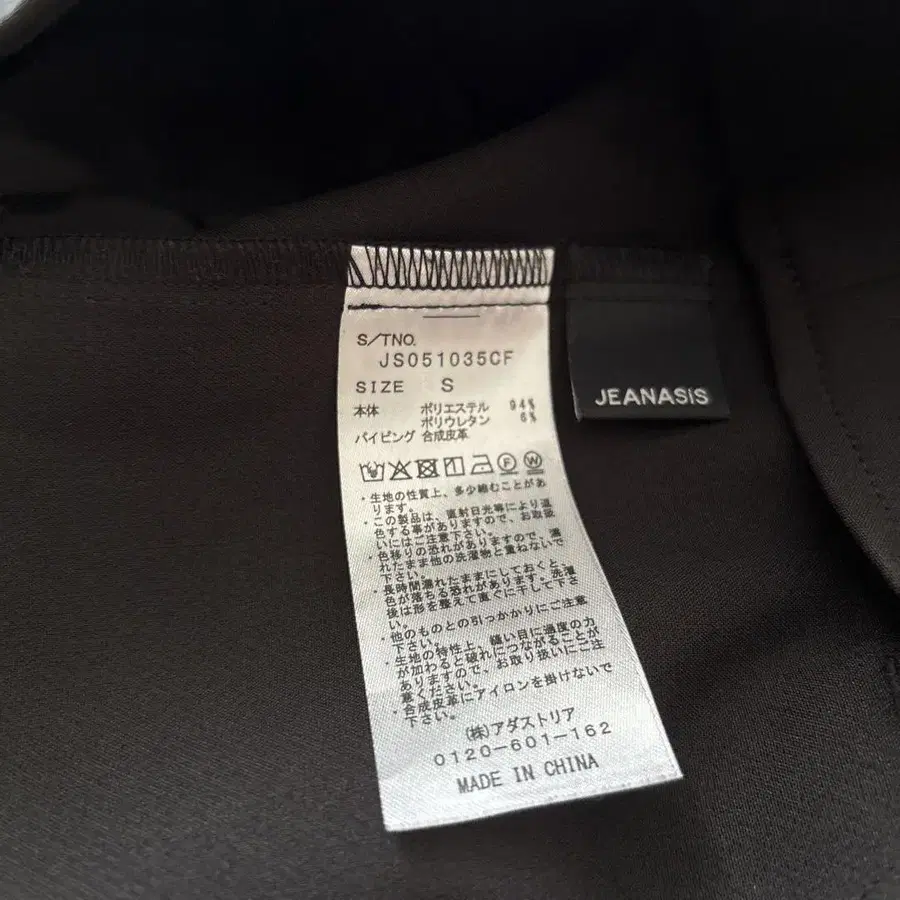 S/TNO.
JS051035CF
SIZE S
本体 ポリエステル 94%
ポリウレタン 6%
パイピング 合成皮革
F W
・生地の性質上、多少縮むことがあ
ります。
・この製品は、直射日光等により退
色する事がありますので、お取扱
いにはご注意下さい。
・色移りの恐れがありますので、濡
れたまま他の洗濯物と重ねないで
下さい。
・長時間濡れたままにしておくと、
色が落ちる恐れがあります。洗濯
後は形を整えて直ぐに干して下さ
い。
・他のものとの引っかかりにご注意
下さい。
・生地の特性上、縫い目に過度の力
が加わると破れにつながることが
ありますので、お取り扱いにご注
意ください。
・合成皮革にアイロンを掛けないで
下さい。
(株)アダストリア
0120-601-162
MADE IN CHINA
JEANASIS